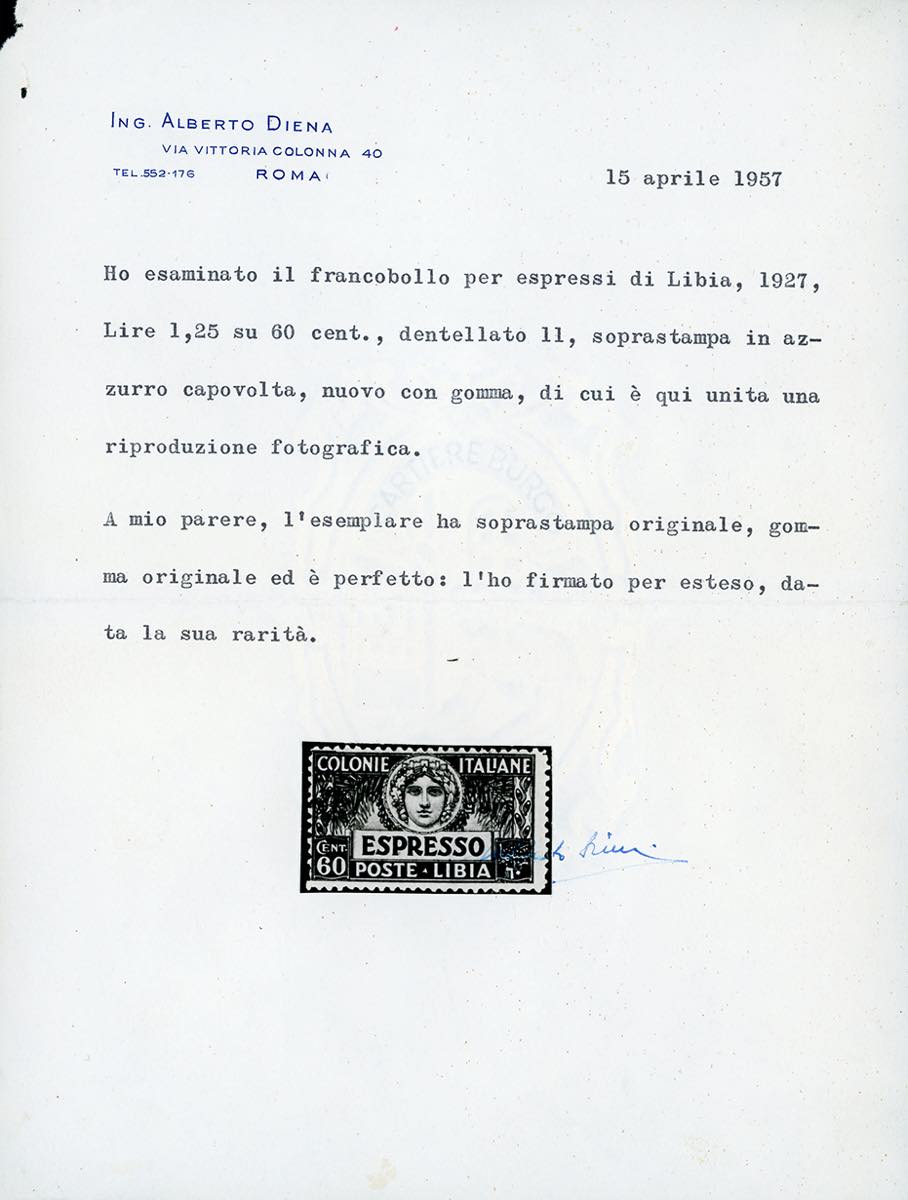 ING. ALBERTO DIENA
VIA VITTORIA COLONNA 40
TEL. 552-176 ROMA
15 aprile 1957
Ho esaminato il francobollo per espressi di Libia, 1927,
Lire 1,25 su 60 cent., dentellato 11, soprastampa in az-
zurro capovolta, nuovo con gomma, di cui è qui unita una
riproduzione fotografica.
A mio parere, l'esemplare ha soprastampa originale, gom-
ma originale ed è perfetto: l'ho firmato per esteso, da-
ta la sua rarità.
COLONIE ITALIANE
ESPRESSO
CENT. 60
POSTE · LIBIA